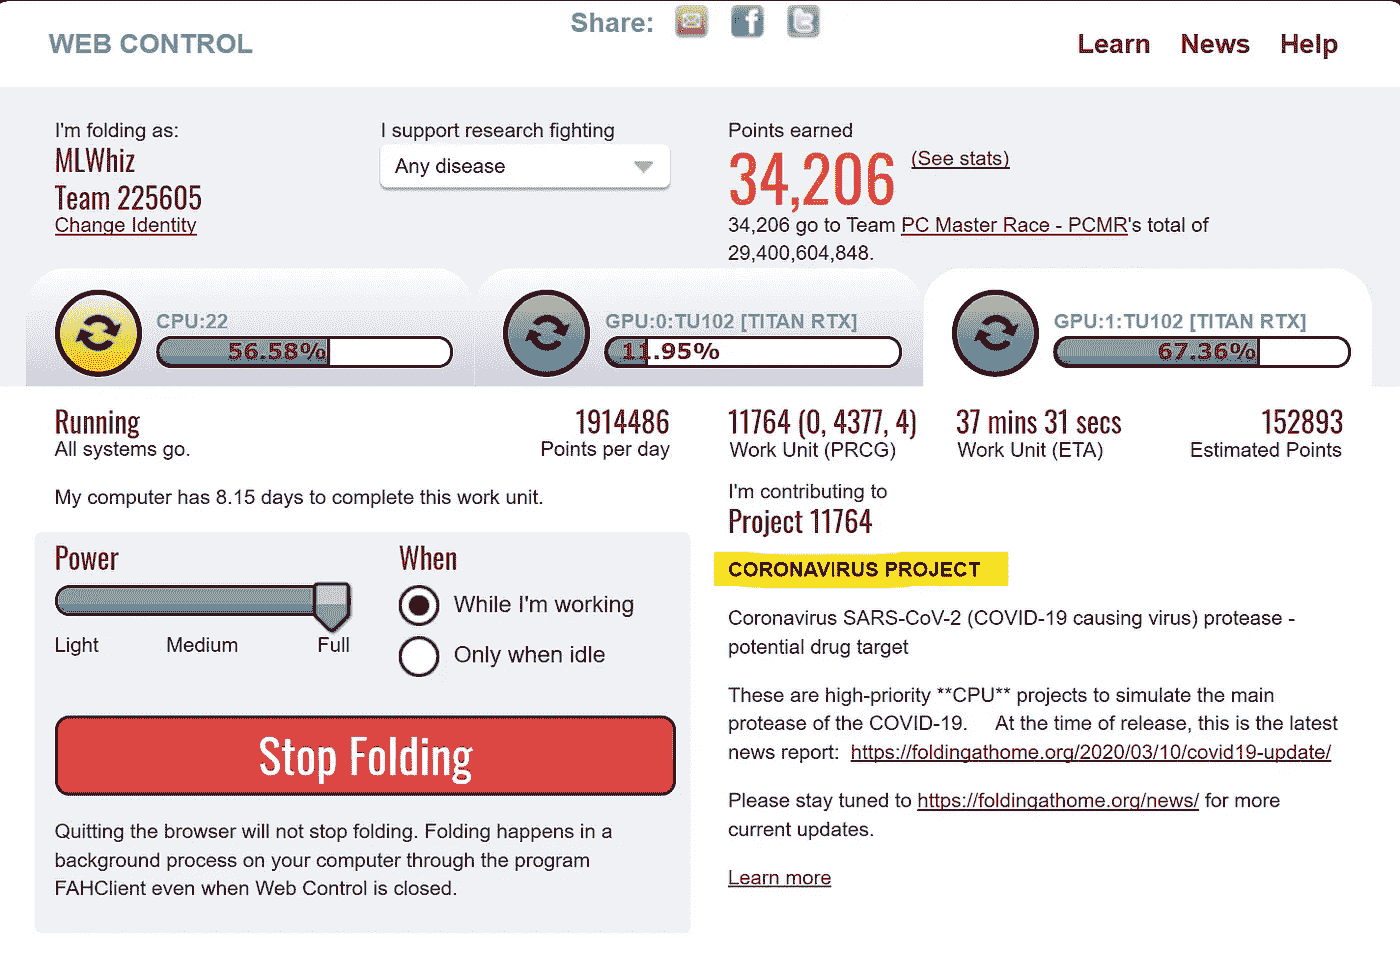 Share:
WEB CONTROL
Learn News Help
I'm folding as:
MLWhiz
Team 225605
Change Identity
I support research fighting
Any disease
Points earned
34,206 (See stats)
34,206 go to Team PC Master Race - PCMR's total of
29,400,604,848.
CPU:22
56.58%
GPU:0:TU102 [TITAN RTX]
11.95%
GPU:1:TU102 [TITAN RTX]
67.36%
Running
All systems go.
1914486
Points per day
My computer has 8.15 days to complete this work unit.
Power
Light Medium Full
When
While I'm working
Only when idle
Stop Folding
Quitting the browser will not stop folding. Folding happens in a
background process on your computer through the program
FAHClient even when Web Control is closed.
11764 (0, 4377, 4)
Work Unit (PRCG)
37 mins 31 secs
Work Unit (ETA)
152893
Estimated Points
I'm contributing to
Project 11764
CORONAVIRUS PROJECT
Coronavirus SARS-CoV-2 (COVID-19 causing virus) protease -
potential drug target
These are high-priority **CPU** projects to simulate the main
protease of the COVID-19. At the time of release, this is the latest
news report: https://foldingathome.org/2020/03/10/covid19-update/
Please stay tuned to https://foldingathome.org/news/ for more
current updates.
Learn more